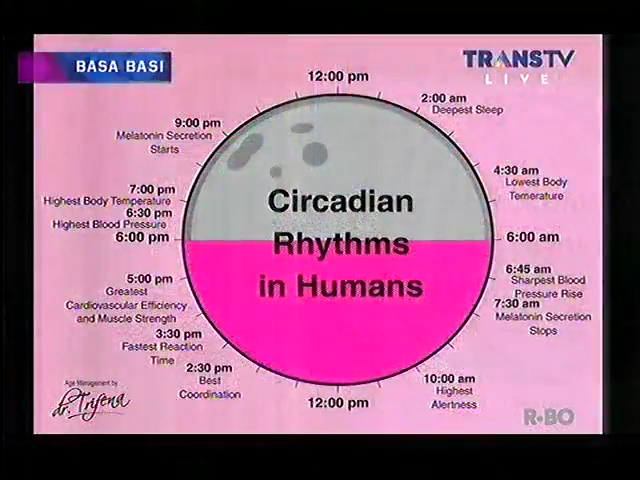 BASA BASI
TRANSTV
LIVE
12:00 pm
2:00 am
Deepest Sleep
4:30 am
Lowest Body
Temerature
6:00 am
6:45 am
Sharpest Blood
Pressure Rise
7:30 am
Melatonin Secretion
Stops
10:00 am
Highest
Alertness
12:00 pm
2:30 pm
Best
Coordination
3:30 pm
Fastest Reaction
Time
5:00 pm
Greatest
Cardiovascular Efficiency
and Muscle Strength
6:00 pm
6:30 pm
Highest Blood Pressure
7:00 pm
Highest Body Temperature
9:00 pm
Melatonin Secretion
Starts
Circadian
Rhythms
in Humans
Age Management by
dr. Trifena
R-BO